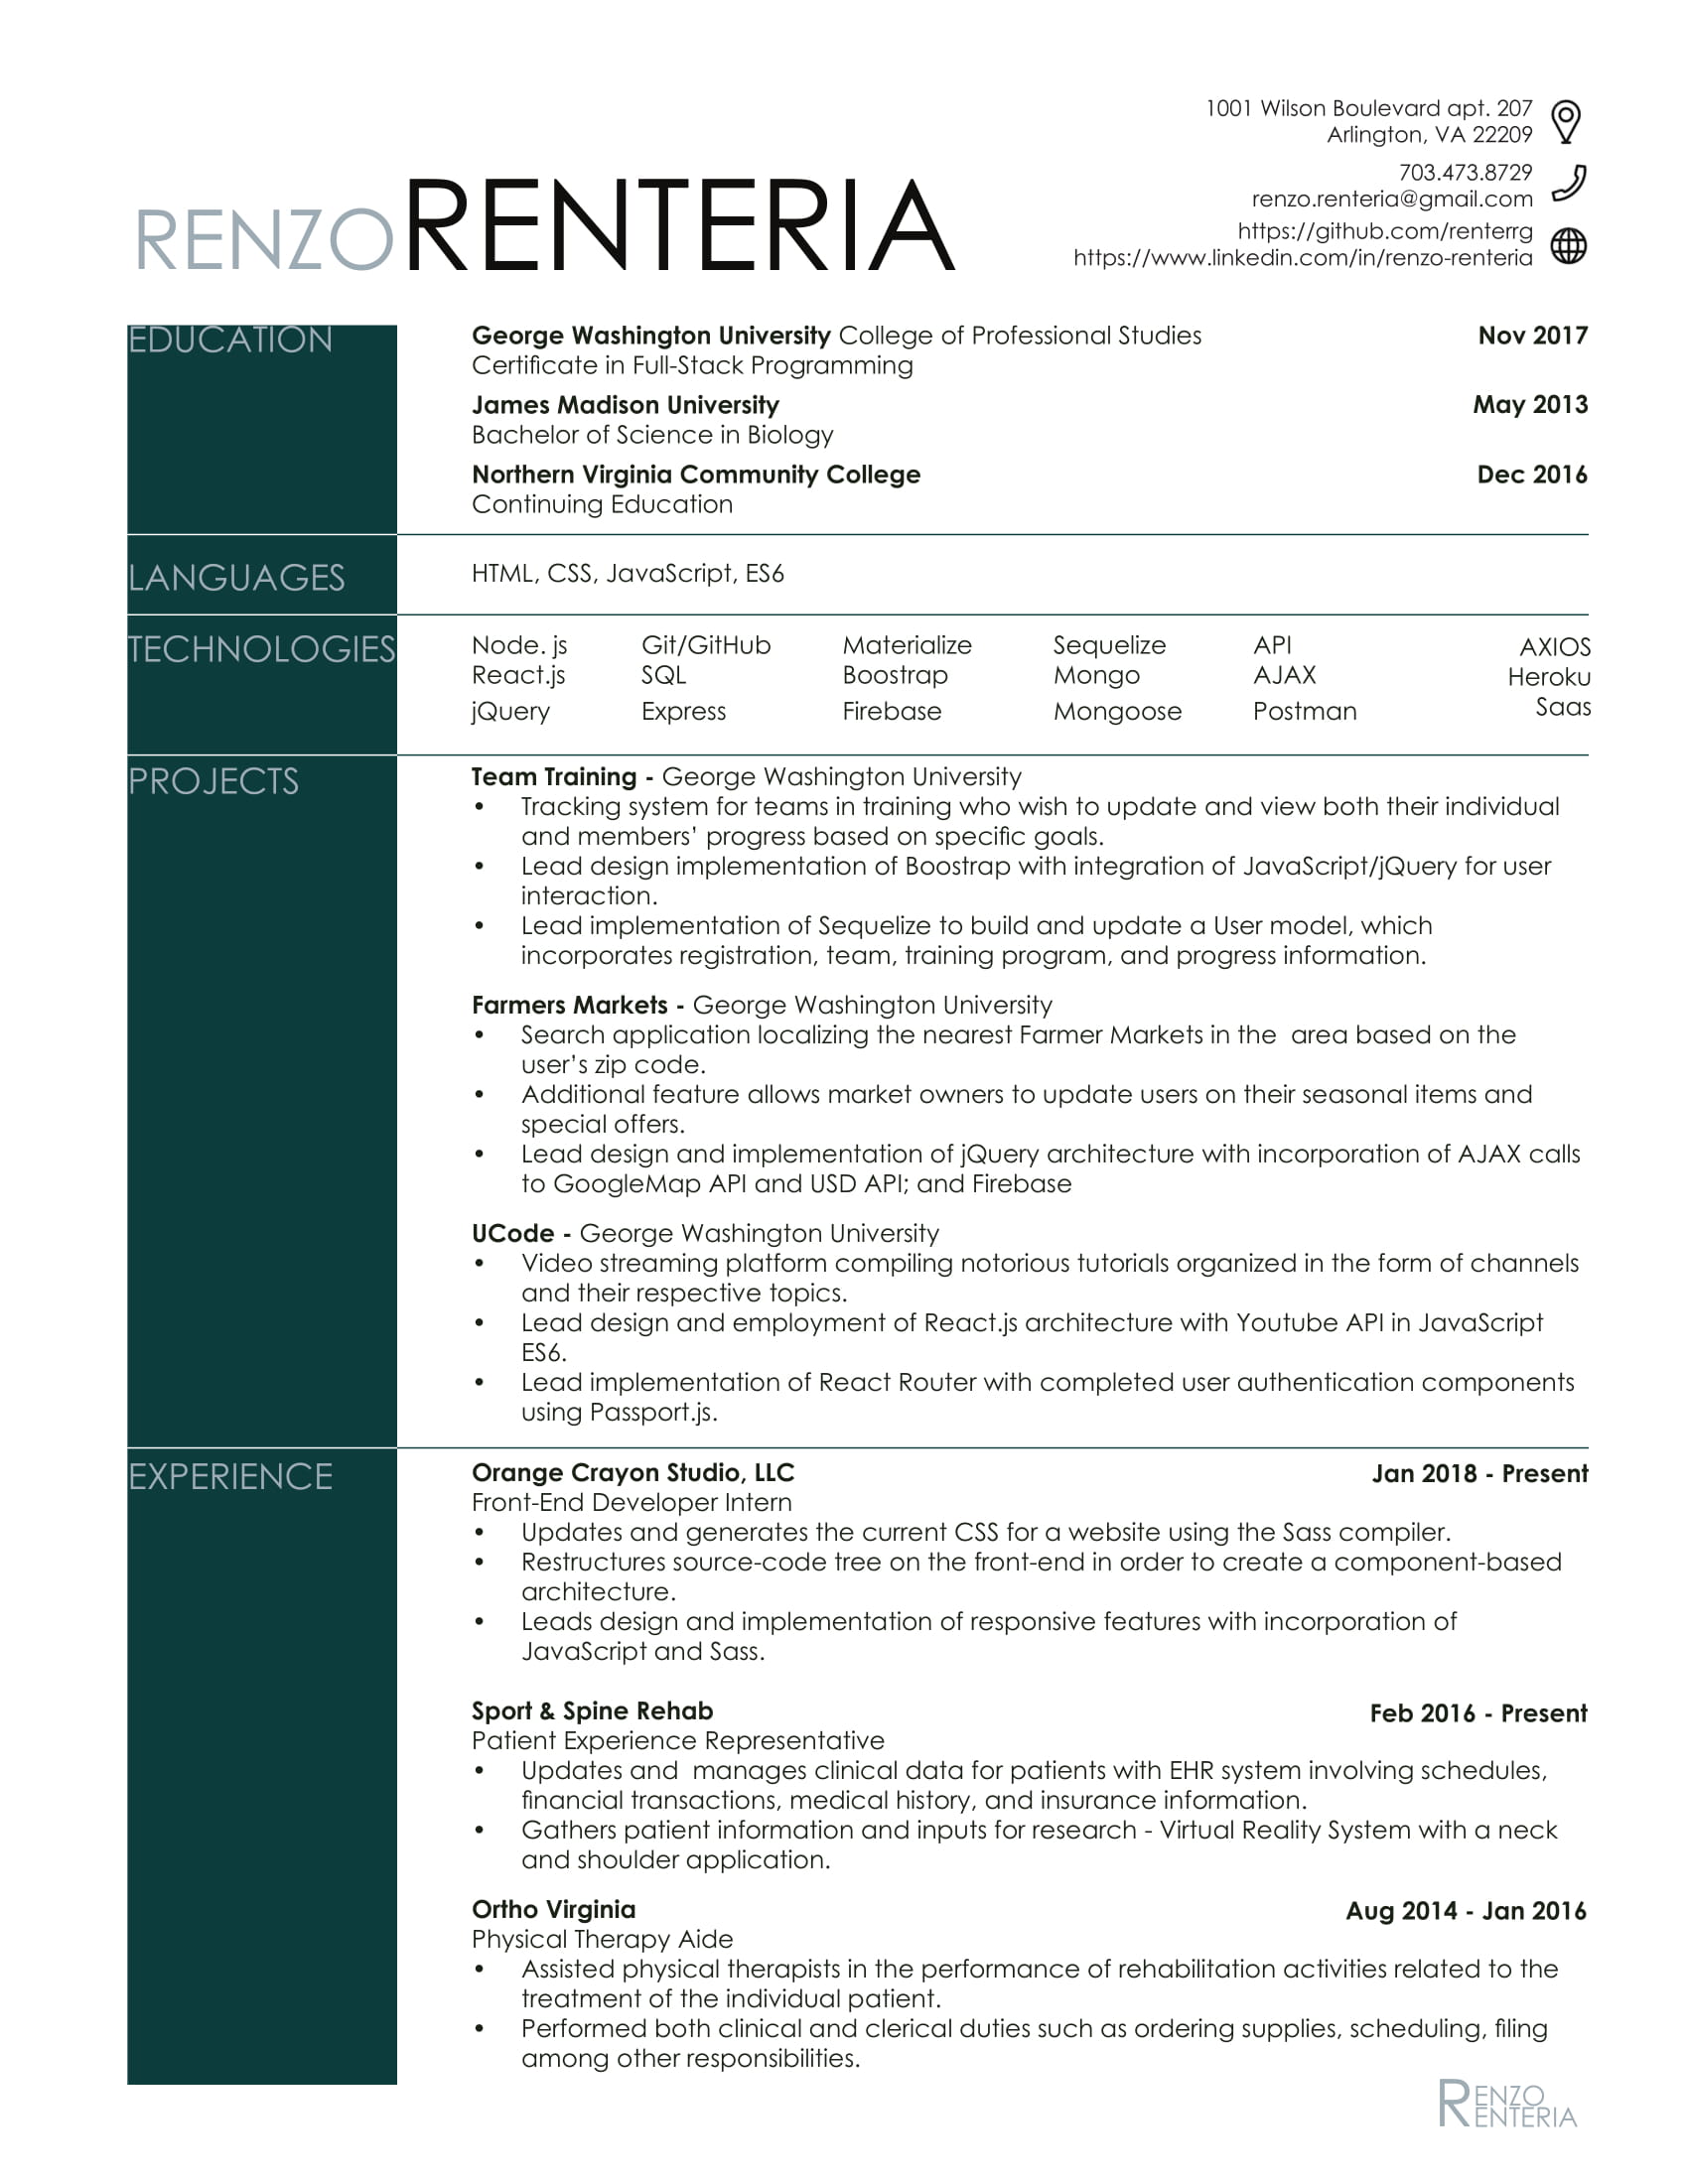 1001 Wilson Boulevard apt. 207
Arlington, VA 22209
703.473.8729
renzo.renteria@gmail.com
https://github.com/renterrg
https://www.linkedin.com/in/renzo-renteria
RENZO RENTERIA
EDUCATION
George Washington University College of Professional Studies Nov 2017
Certificate in Full-Stack Programming
James Madison University May 2013
Bachelor of Science in Biology
Northern Virginia Community College Dec 2016
Continuing Education
LANGUAGES
HTML, CSS, JavaScript, ES6
TECHNOLOGIES
Node. js Git/GitHub Materialize Sequelize API AXIOS
React.js SQL Boostrap Mongo AJAX Heroku
jQuery Express Firebase Mongoose Postman Saas
PROJECTS
Team Training - George Washington University
• Tracking system for teams in training who wish to update and view both their individual
and members' progress based on specific goals.
• Lead design implementation of Boostrap with integration of JavaScript/jQuery for user
interaction.
• Lead implementation of Sequelize to build and update a User model, which
incorporates registration, team, training program, and progress information.
Farmers Markets - George Washington University
• Search application localizing the nearest Farmer Markets in the area based on the
user's zip code.
• Additional feature allows market owners to update users on their seasonal items and
special offers.
• Lead design and implementation of jQuery architecture with incorporation of AJAX calls
to GoogleMap API and USD API; and Firebase
UCode - George Washington University
• Video streaming platform compiling notorious tutorials organized in the form of channels
and their respective topics.
• Lead design and employment of React.js architecture with Youtube API in JavaScript
ES6.
• Lead implementation of React Router with completed user authentication components
using Passport.js.
EXPERIENCE
Orange Crayon Studio, LLC Jan 2018 - Present
Front-End Developer Intern
• Updates and generates the current CSS for a website using the Sass compiler.
• Restructures source-code tree on the front-end in order to create a component-based
architecture.
• Leads design and implementation of responsive features with incorporation of
JavaScript and Sass.
Sport & Spine Rehab Feb 2016 - Present
Patient Experience Representative
• Updates and manages clinical data for patients with EHR system involving schedules,
financial transactions, medical history, and insurance information.
• Gathers patient information and inputs for research - Virtual Reality System with a neck
and shoulder application.
Ortho Virginia Aug 2014 - Jan 2016
Physical Therapy Aide
• Assisted physical therapists in the performance of rehabilitation activities related to the
treatment of the individual patient.
• Performed both clinical and clerical duties such as ordering supplies, scheduling, filing
among other responsibilities.
RENZO
RENTERIA